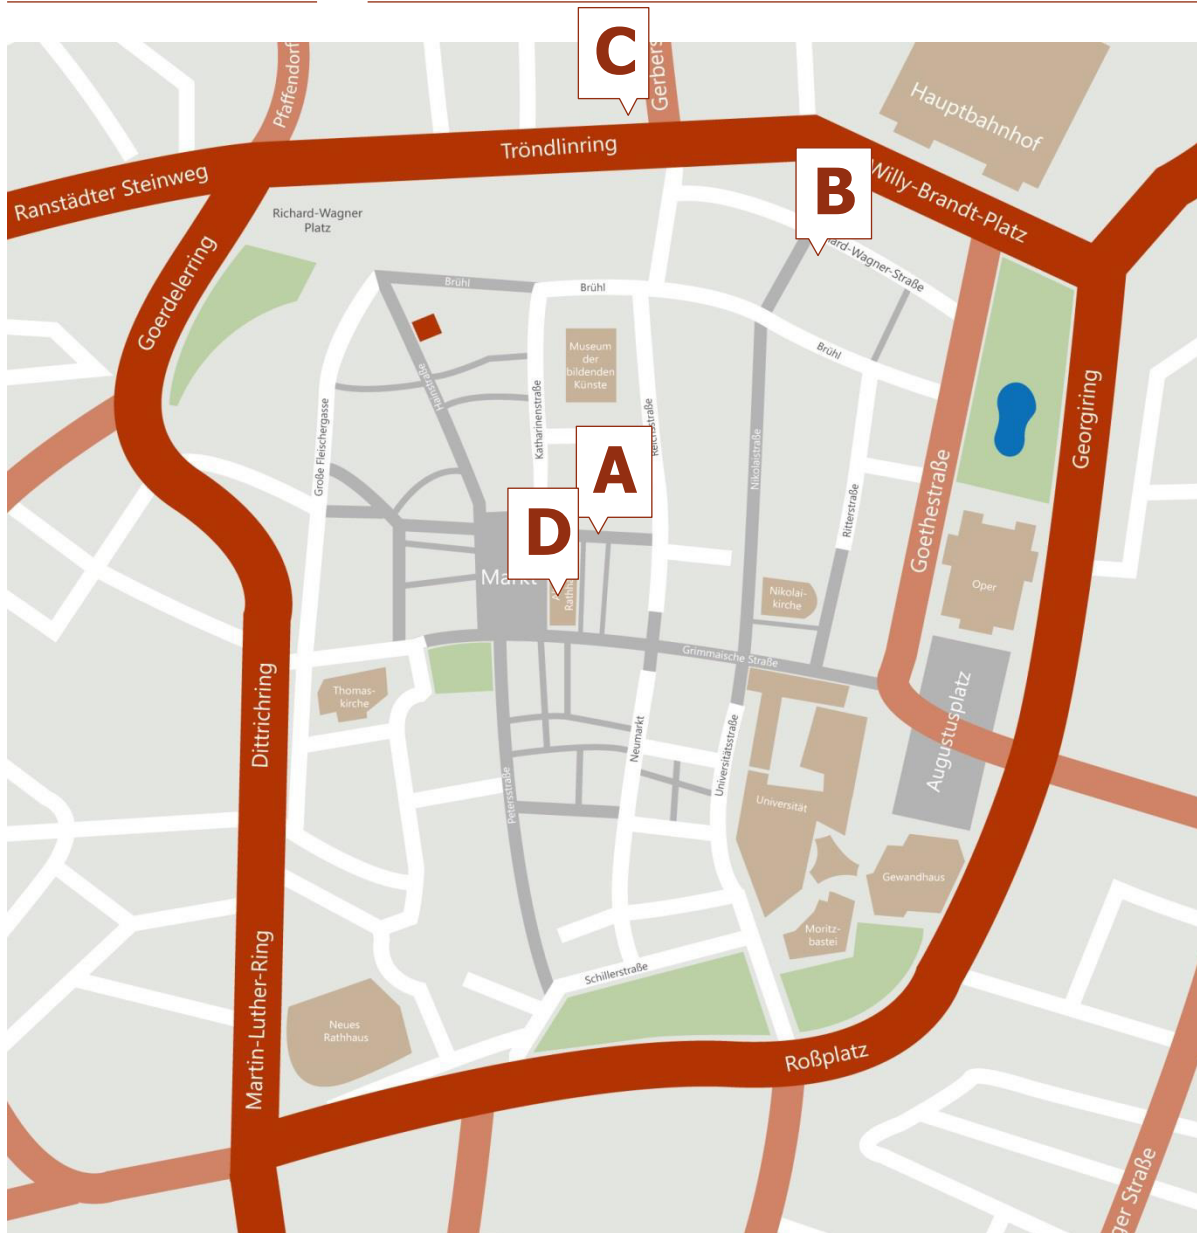 C
Gerbers
Pfaffendorf
Hauptbahnhof
Tröndlinring
Ranstädter Steinweg
Willy-Brandt-Platz
B
Richard-Wagner
Platz
ard-Wagner-Straße
Goerdelerring
Brühl
Brühl
Brühl
Museum
der
bildenden
Künste
Hainstraße
Katharinenstraße
Reichsstraße
Große Fleischergasse
Nikolaistraße
Ritterstraße
Goethestraße
Georgiring
A
D
Markt
Rath
Nikolai-
kirche
Oper
Grimmaische Straße
Thomas-
kirche
Dittrichring
Augustusplatz
Neumarkt
Universitätsstraße
Petersstraße
Universität
Gewandhaus
Moritz-
bastei
Schillerstraße
Martin-Luther-Ring
Neues
Rathhaus
Roßplatz
ger Straße